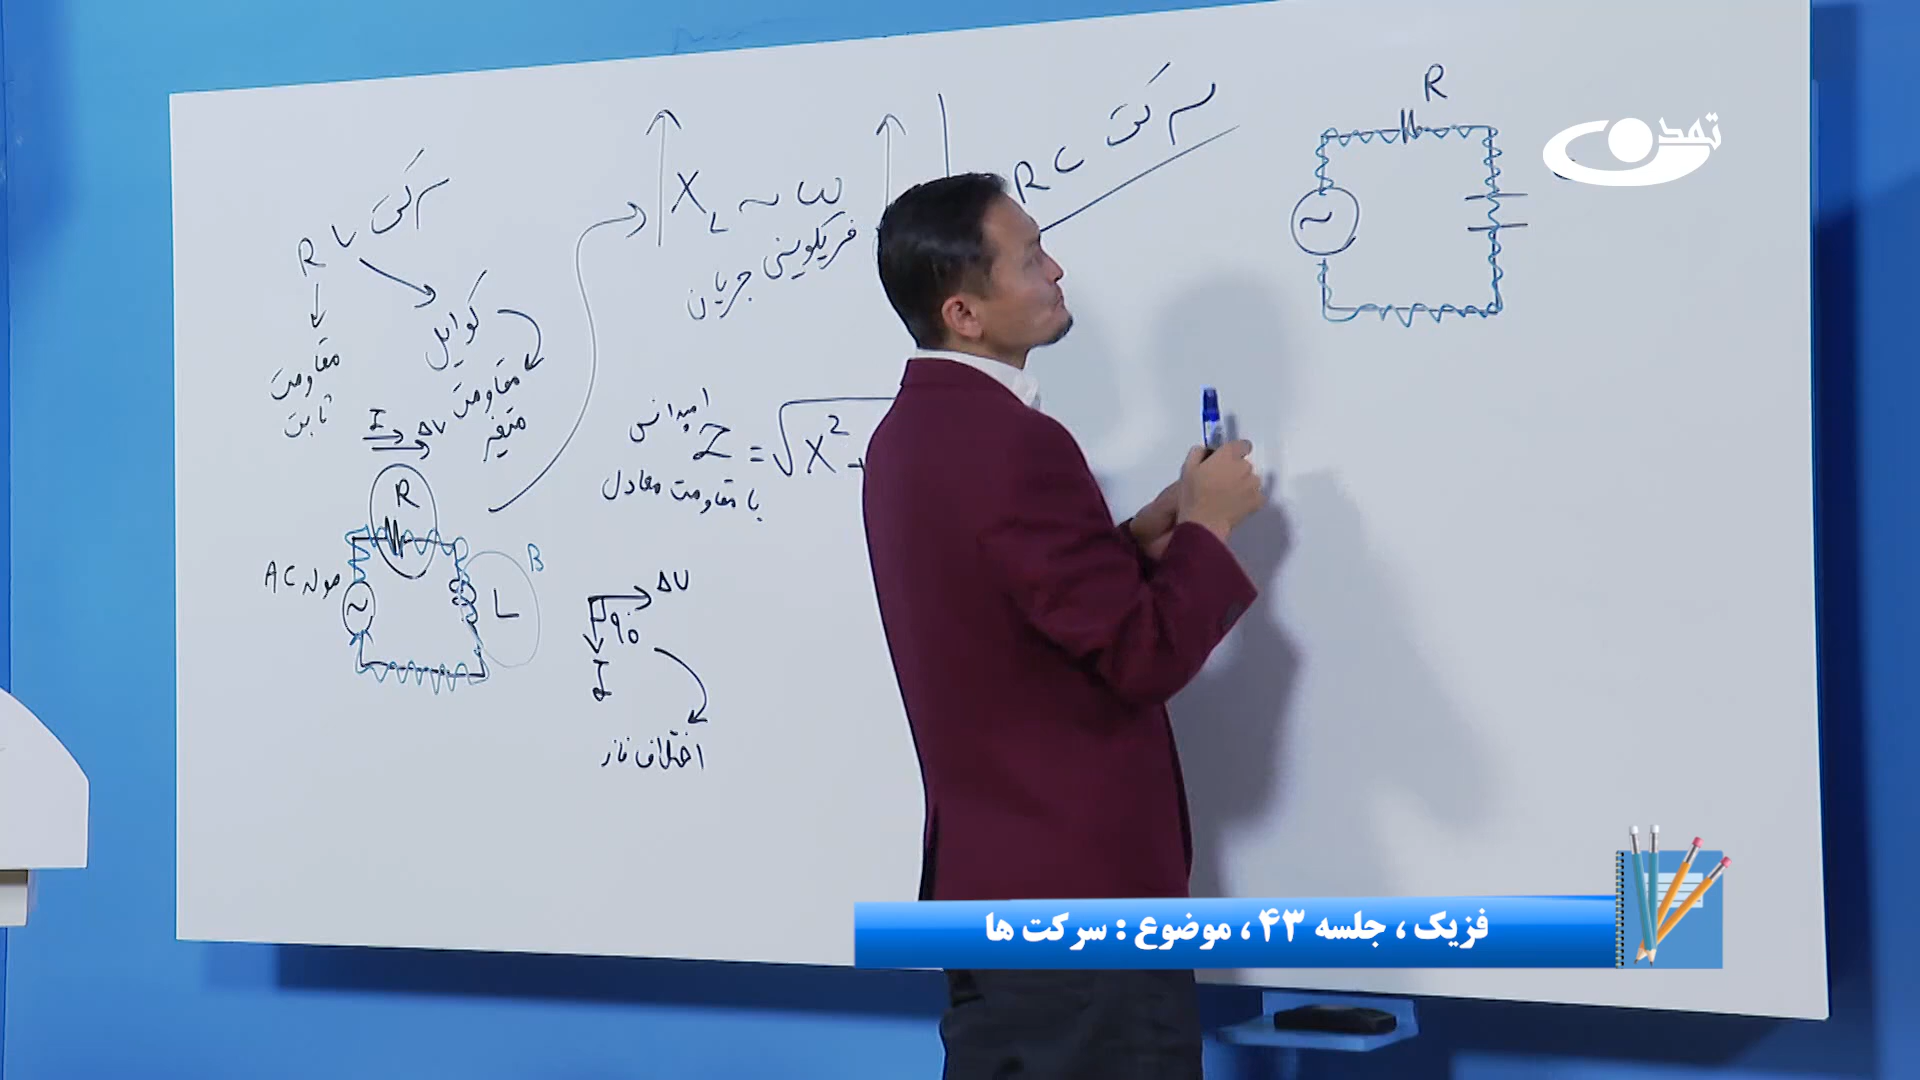 سرکت RL
مقاومت
ثابت
کوایل
مقاومت
متغیر
I ΔV
R
مولد AC
~
L
B
X_L ~ ω
فریکوینسی جریان
امپدانس
Z = √X²
یا مقاومت معادل
ΔV
90
I
اختلاف فاز
سرکت RC
R
~
تمدن
فزیک ، جلسه ۴۳ ، موضوع : سرکت ها